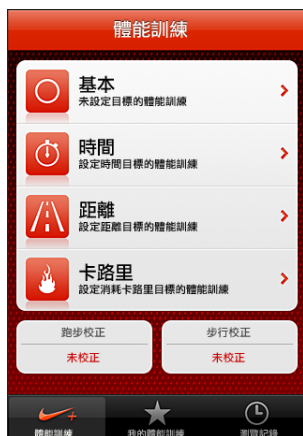 體能訓練
基本
未設定目標的體能訓練
時間
設定時間目標的體能訓練
距離
設定距離目標的體能訓練
卡路里
設定消耗卡路里目標的體能訓練
跑步校正
步行校正
未校正
未校正
體能訓練
我的體能訓練
瀏覽記錄